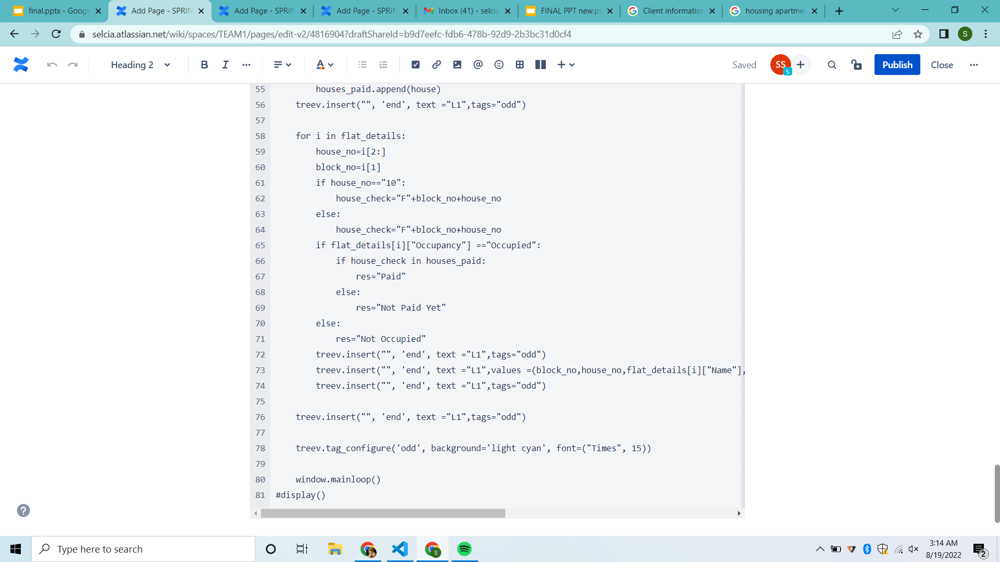 final.pptx - Google
Add Page - SPRIN
Add Page - SPRIN
Add Page - SPRIN
Inbox (41) - selcia
FINAL PPT new.pp
Client information
housing apartmen
selcia.atlassian.net/wiki/spaces/TEAM1/pages/edit-v2/4816904?draftShareId=b9d7eefc-fdb6-478b-92d9-2b3bc31d0cf4
S
Heading 2
B
I
A
Saved
SS
S
Publish
Close
55 houses_paid.append(house)
56 treev.insert("", 'end', text ="L1",tags="odd")
57
58 for i in flat_details:
59 house_no=i[2:]
60 block_no=i[1]
61 if house_no=="10":
62 house_check="F"+block_no+house_no
63 else:
64 house_check="F"+block_no+house_no
65 if flat_details[i]["Occupancy"] =="Occupied":
66 if house_check in houses_paid:
67 res="Paid"
68 else:
69 res="Not Paid Yet"
70 else:
71 res="Not Occupied"
72 treev.insert("", 'end', text ="L1",tags="odd")
73 treev.insert("", 'end', text ="L1",values =(block_no,house_no,flat_details[i]["Name"],
74 treev.insert("", 'end', text ="L1",tags="odd")
75
76 treev.insert("", 'end', text ="L1",tags="odd")
77
78 treev.tag_configure('odd', background='light cyan', font=("Times", 15))
79
80 window.mainloop()
81 #display()
Type here to search
S
3:14 AM
8/19/2022
2